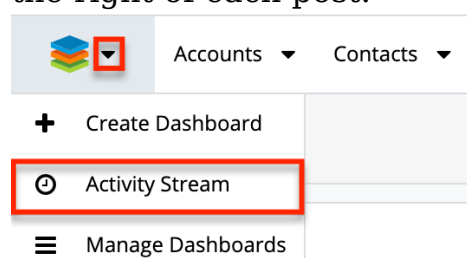 the right of each post.
Accounts Contacts
Create Dashboard
Activity Stream
Manage Dashboards